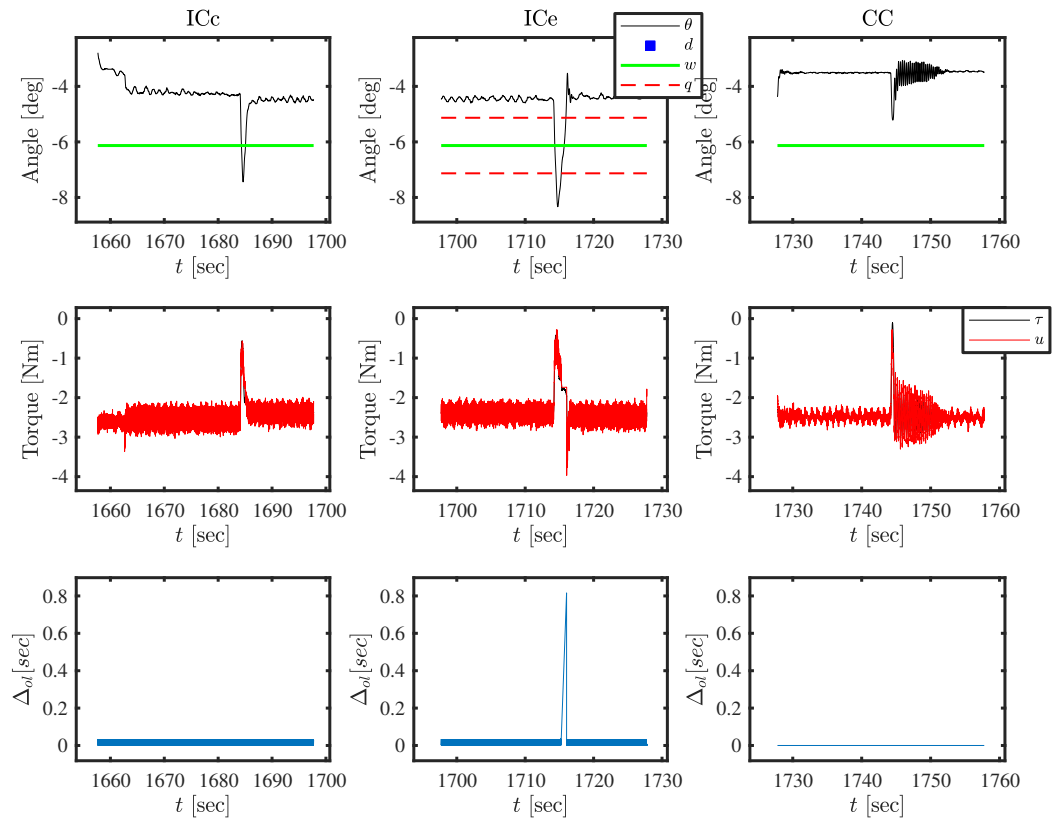 ICc
ICe
CC
θ
d
w
q
Angle [deg]
-4
-6
-8
1660 1670 1680 1690 1700
t [sec]
Angle [deg]
-4
-6
-8
1700 1710 1720 1730
t [sec]
Angle [deg]
-4
-6
-8
1730 1740 1750 1760
t [sec]
Torque [Nm]
0
-1
-2
-3
-4
1660 1670 1680 1690 1700
t [sec]
Torque [Nm]
0
-1
-2
-3
-4
1700 1710 1720 1730
t [sec]
τ
u
Torque [Nm]
0
-1
-2
-3
-4
1730 1740 1750 1760
t [sec]
Δol[sec]
0.8
0.6
0.4
0.2
0
1660 1670 1680 1690 1700
t [sec]
Δol[sec]
0.8
0.6
0.4
0.2
0
1700 1710 1720 1730
t [sec]
Δol[sec]
0.8
0.6
0.4
0.2
0
1730 1740 1750 1760
t [sec]